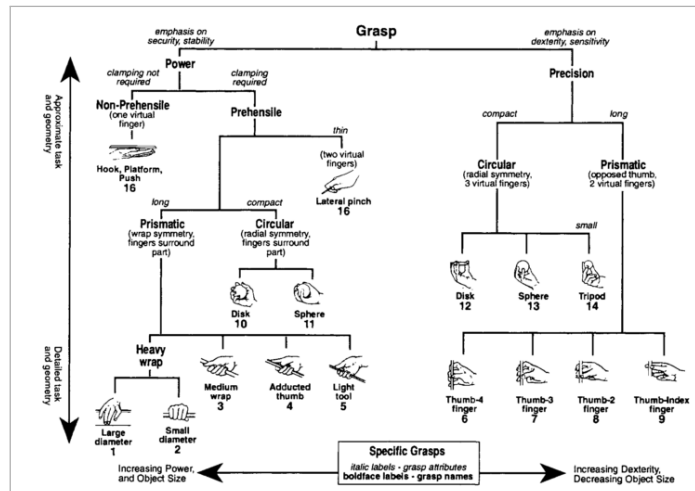 Grasp
emphasis on
security, stability
emphasis on
dexterity, sensitivity
Power
Precision
clamping not
required
clamping
required
Non-Prehensile
(one virtual
finger)
Prehensile
Hook, Platform,
Push
16
thin
(two virtual
fingers)
Lateral pinch
16
compact
long
Circular
(radial symmetry,
3 virtual fingers)
Prismatic
(opposed thumb,
2 virtual fingers)
long
compact
Prismatic
(wrap symmetry,
fingers surround
part)
Circular
(radial symmetry,
fingers surround
part)
small
Disk
10
Sphere
11
Disk
12
Sphere
13
Tripod
14
Heavy
wrap
Medium
wrap
3
Adducted
thumb
4
Light
tool
5
Thumb-4
finger
6
Thumb-3
finger
7
Thumb-2
finger
8
Thumb-Index
finger
9
Large
diameter
1
Small
diameter
2
Approximate task
and geometry
Detailed task
and geometry
Increasing Power,
and Object Size
Specific Grasps
italic labels - grasp attributes
boldface labels - grasp names
Increasing Dexterity,
Decreasing Object Size